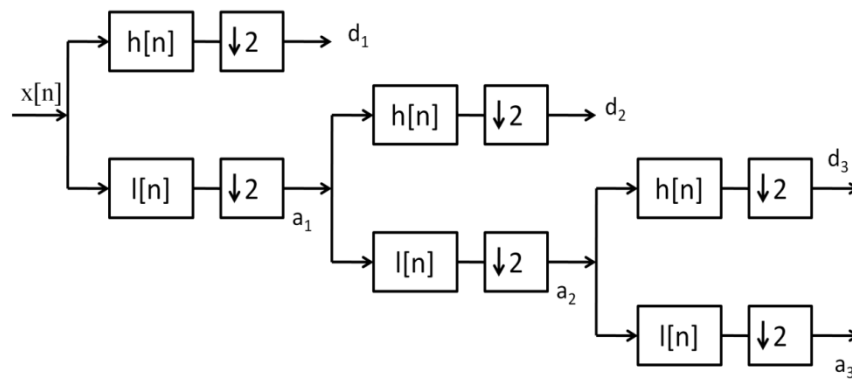 h[n] ↓2 d₁
x[n]
h[n] ↓2 d₂
l[n] ↓2 a₁
h[n] ↓2 d₃
l[n] ↓2 a₂
l[n] ↓2 a₃